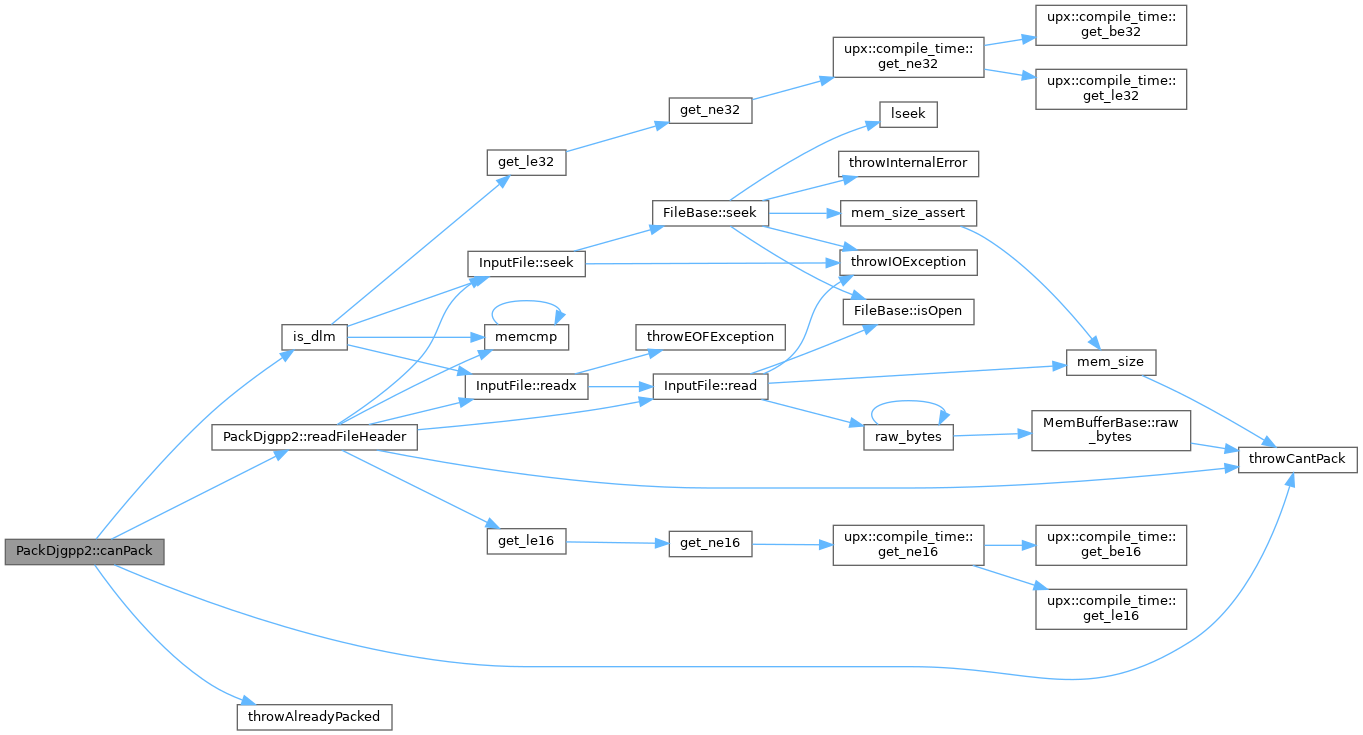 upx::compile_time::
get_be32
upx::compile_time::
get_ne32
upx::compile_time::
get_le32
get_ne32
lseek
get_le32
throwInternalError
FileBase::seek
mem_size_assert
InputFile::seek
throwIOException
FileBase::isOpen
is_dlm
memcmp
throwEOFException
mem_size
InputFile::readx
InputFile::read
PackDjgpp2::readFileHeader
raw_bytes
MemBufferBase::raw
_bytes
throwCantPack
PackDjgpp2::canPack
get_le16
get_ne16
upx::compile_time::
get_ne16
upx::compile_time::
get_be16
upx::compile_time::
get_le16
throwAlreadyPacked